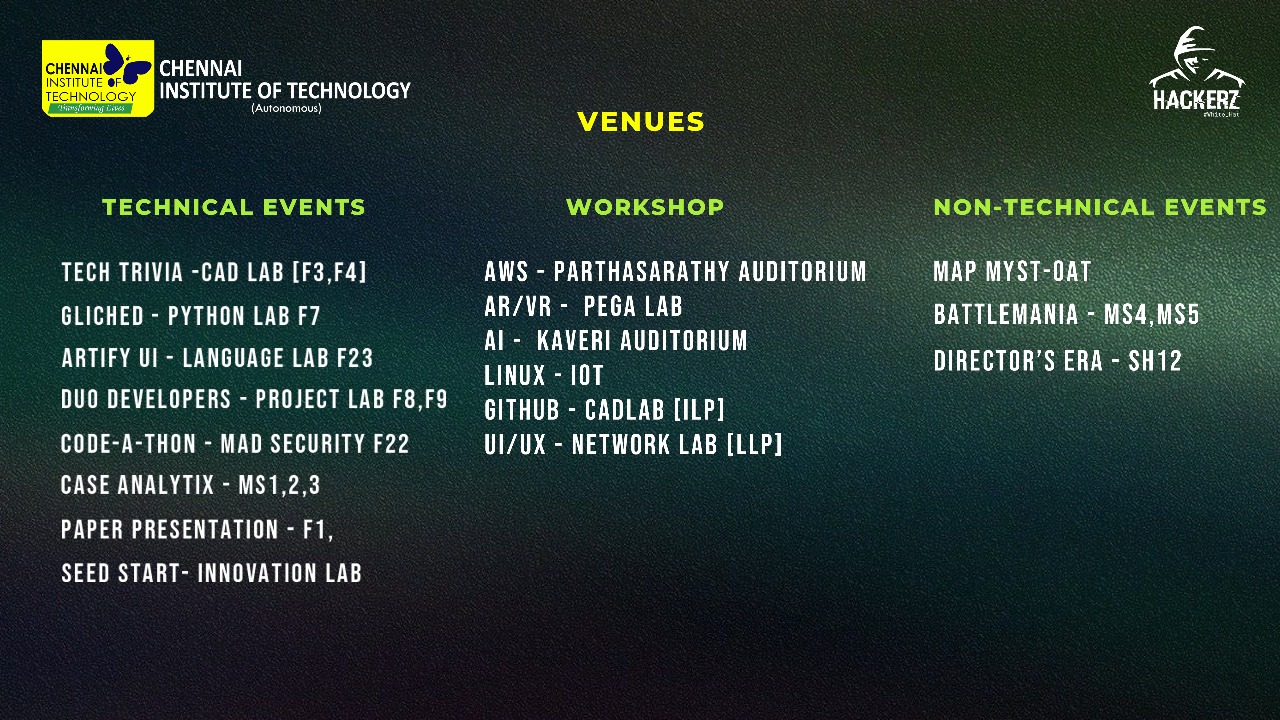 CHENNAI
INSTITUTE OF
TECHNOLOGY
Transforming Lives
CHENNAI
INSTITUTE OF TECHNOLOGY
(Autonomous)
HACKERZ
#White_Hat
VENUES
TECHNICAL EVENTS
TECH TRIVIA -CAD LAB [F3,F4]
GLICHED - PYTHON LAB F7
ARTIFY UI - LANGUAGE LAB F23
DUO DEVELOPERS - PROJECT LAB F8,F9
CODE-A-THON - MAD SECURITY F22
CASE ANALYTIX - MS1,2,3
PAPER PRESENTATION - F1,
SEED START- INNOVATION LAB
WORKSHOP
AWS - PARTHASARATHY AUDITORIUM
AR/VR - PEGA LAB
AI - KAVERI AUDITORIUM
LINUX - IOT
GITHUB - CADLAB [ILP]
UI/UX - NETWORK LAB [LLP]
NON-TECHNICAL EVENTS
MAP MYST-OAT
BATTLEMANIA - MS4,MS5
DIRECTOR'S ERA - SH12